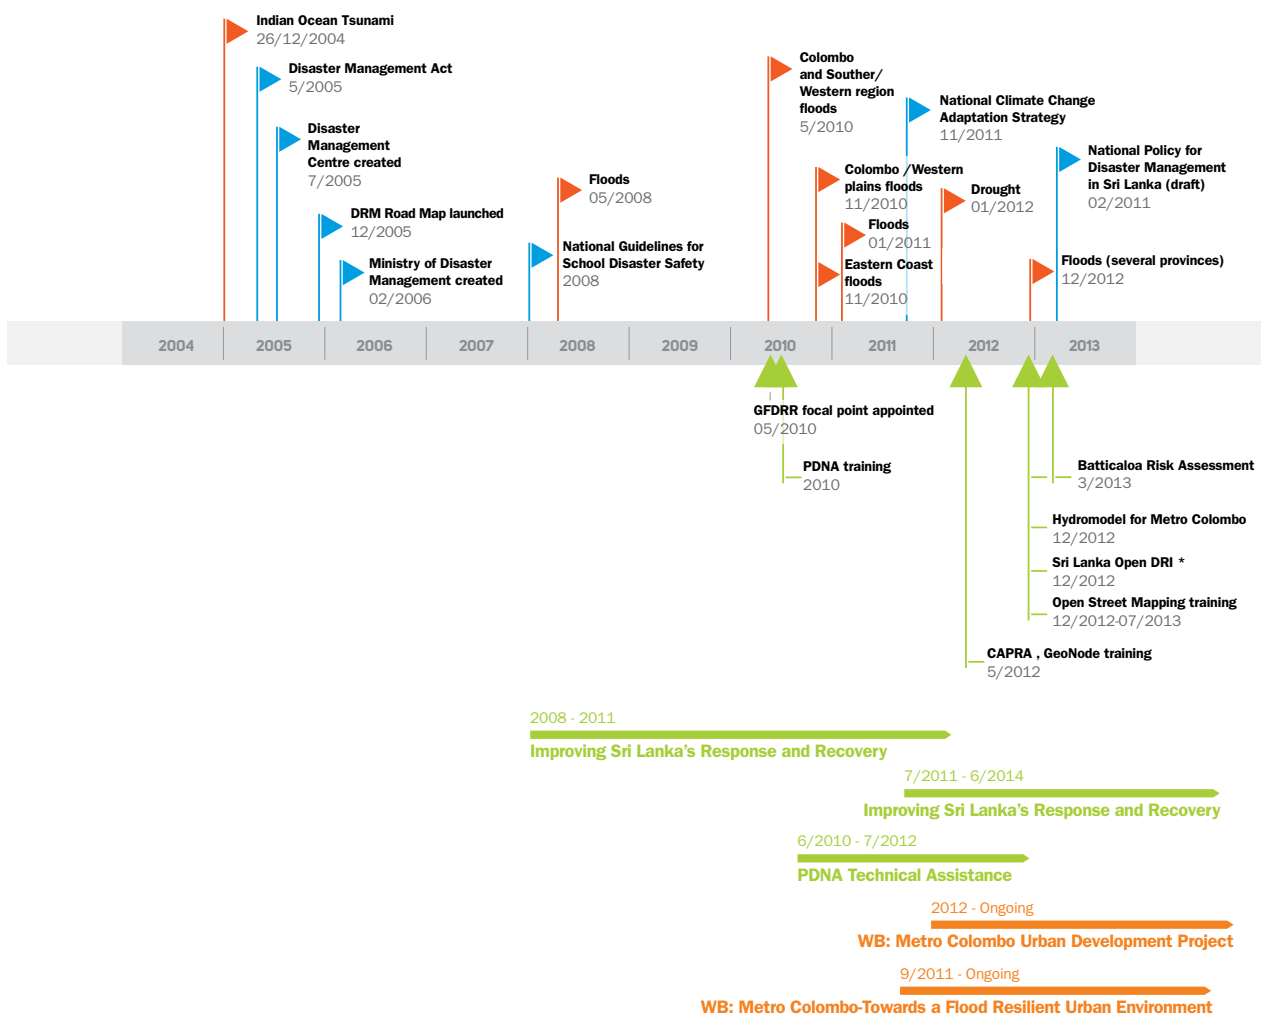 Indian Ocean Tsunami
26/12/2004
Disaster Management Act
5/2005
Disaster
Management
Centre created
7/2005
DRM Road Map launched
12/2005
Ministry of Disaster
Management created
02/2006
Floods
05/2008
National Guidelines for
School Disaster Safety
2008
Colombo
and Souther/
Western region
floods
5/2010
National Climate Change
Adaptation Strategy
11/2011
Colombo /Western
plains floods
11/2010
Floods
01/2011
Eastern Coast
floods
11/2010
Drought
01/2012
National Policy for
Disaster Management
in Sri Lanka (draft)
02/2011
Floods (several provinces)
12/2012
2004 2005 2006 2007 2008 2009 2010 2011 2012 2013
GFDRR focal point appointed
05/2010
PDNA training
2010
Batticaloa Risk Assessment
3/2013
Hydromodel for Metro Colombo
12/2012
Sri Lanka Open DRI *
12/2012
Open Street Mapping training
12/2012-07/2013
CAPRA , GeoNode training
5/2012
2008 - 2011
Improving Sri Lanka's Response and Recovery
7/2011 - 6/2014
Improving Sri Lanka's Response and Recovery
6/2010 - 7/2012
PDNA Technical Assistance
2012 - Ongoing
WB: Metro Colombo Urban Development Project
9/2011 - Ongoing
WB: Metro Colombo-Towards a Flood Resilient Urban Environment